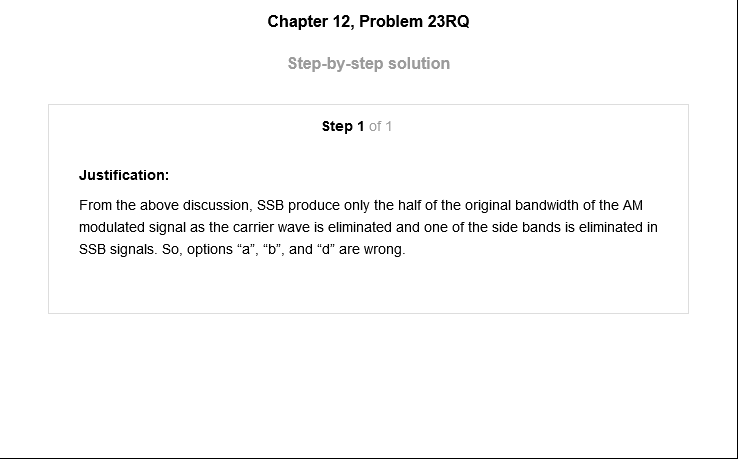 Chapter 12, Problem 23RQ
Step-by-step solution
Step 1 of 1
Justification:
From the above discussion, SSB produce only the half of the original bandwidth of the AM
modulated signal as the carrier wave is eliminated and one of the side bands is eliminated in
SSB signals. So, options “a”, “b”, and “d” are wrong.